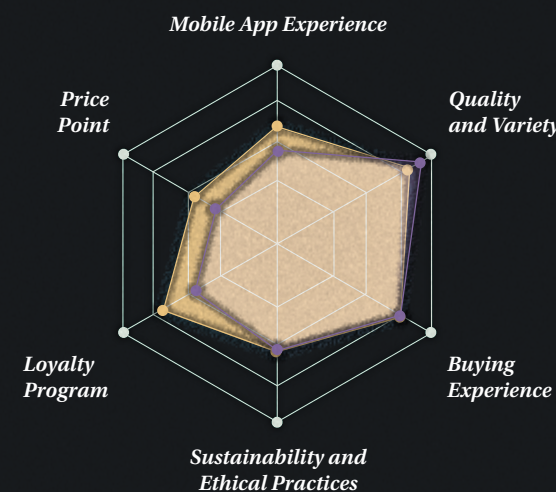 Mobile App Experience
Price
Point
Quality
and Variety
Loyalty
Program
Buying
Experience
Sustainability and
Ethical Practices